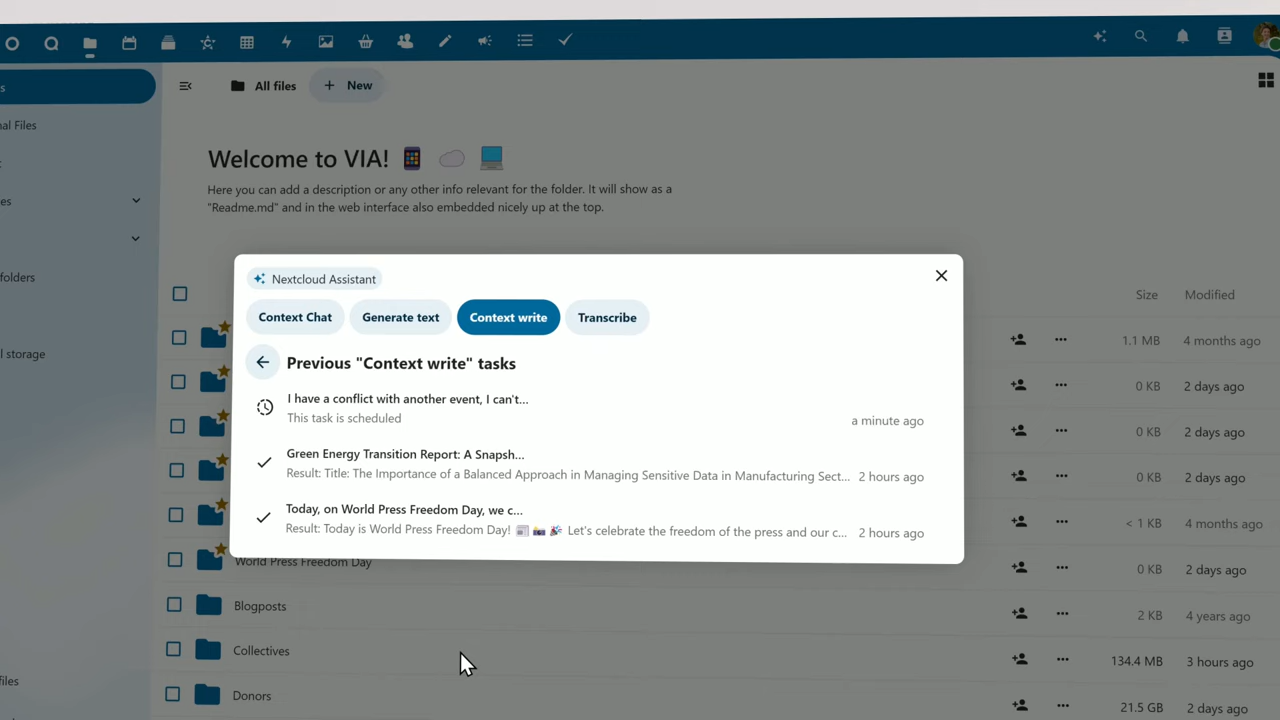 s
All files
+ New
nal Files
Welcome to VIA!
Here you can add a description or any other info relevant for the folder. It will show as a
"Readme.md" and in the web interface also embedded nicely up at the top.
es
folders
l storage
files
Nextcloud Assistant
Context Chat
Generate text
Context write
Transcribe
Previous "Context write" tasks
I have a conflict with another event, I can't...
This task is scheduled
a minute ago
Green Energy Transition Report: A Snapsh...
Result: Title: The Importance of a Balanced Approach in Managing Sensitive Data in Manufacturing Sect...
2 hours ago
Today, on World Press Freedom Day, we c...
Result: Today is World Press Freedom Day! 📰 📸 🎉 Let's celebrate the freedom of the press and our c...
2 hours ago
Size Modified
1.1 MB 4 months ago
0 KB 2 days ago
0 KB 2 days ago
0 KB 2 days ago
< 1 KB 4 months ago
World Press Freedom Day 0 KB 2 days ago
Blogposts 2 KB 4 years ago
Collectives 134.4 MB 3 hours ago
Donors 21.5 GB 2 days ago